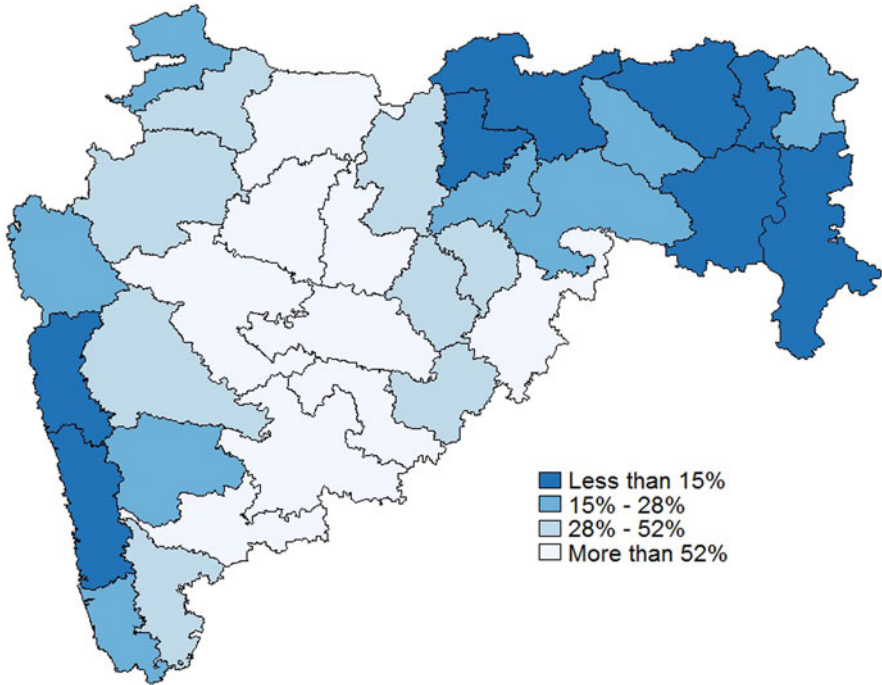 Less than 15%
15% - 28%
28% - 52%
More than 52%